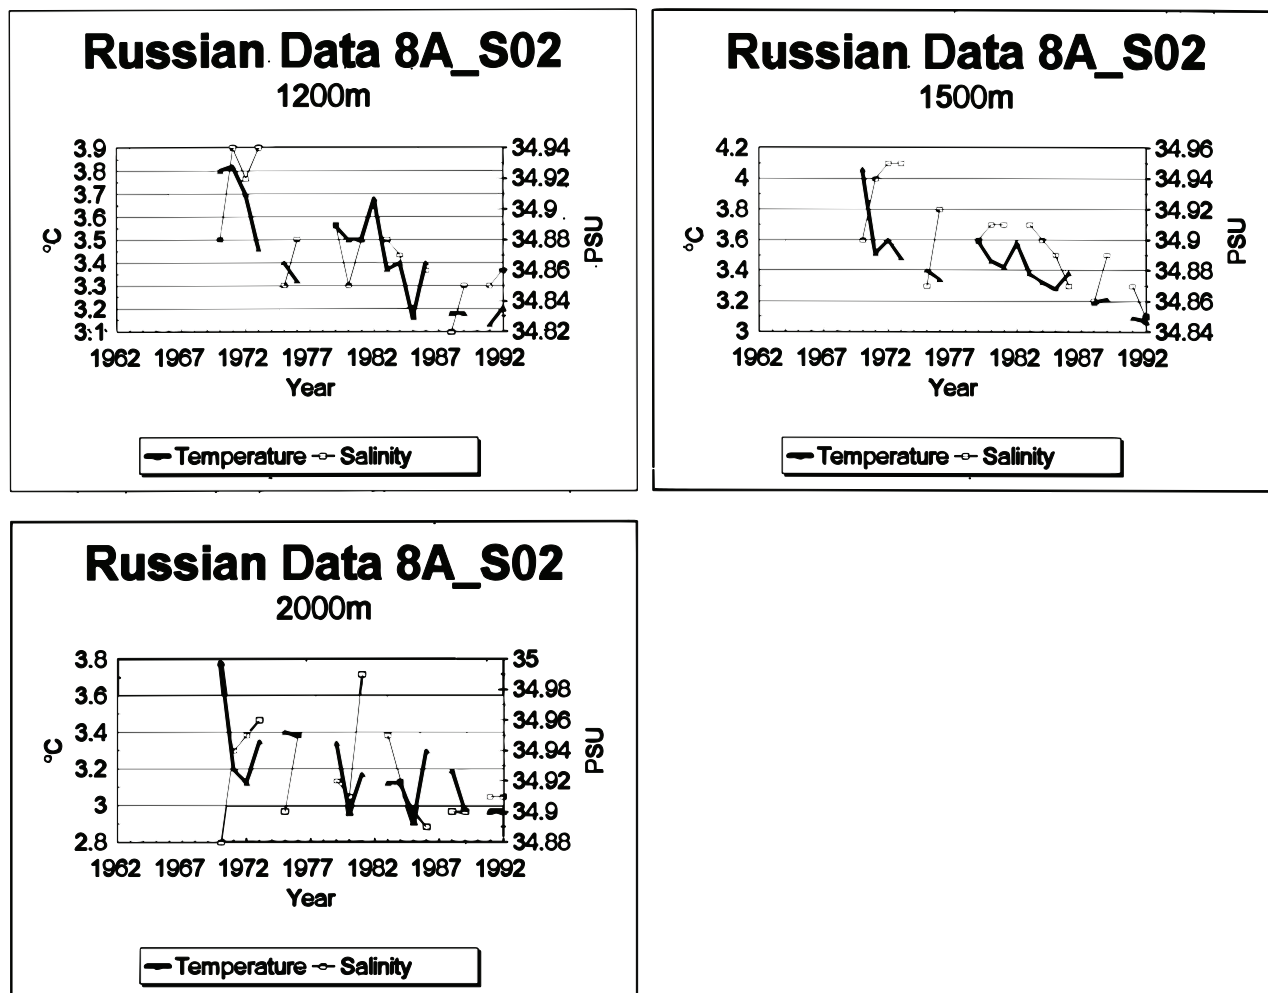 Russian Data 8A_S02
1200m
3.9
3.8
3.7
3.6
3.5
3.4
3.3
3.2
3.1
°C
34.94
34.92
34.9
34.88
34.86
34.84
34.82
PSU
1962 1967 1972 1977 1982 1987 1992
Year
Temperature Salinity
Russian Data 8A_S02
1500m
4.2
4
3.8
3.6
3.4
3.2
3
°C
34.96
34.94
34.92
34.9
34.88
34.86
34.84
PSU
1962 1967 1972 1977 1982 1987 1992
Year
Temperature Salinity
Russian Data 8A_S02
2000m
3.8
3.6
3.4
3.2
3
2.8
°C
35
34.98
34.96
34.94
34.92
34.9
34.88
PSU
1962 1967 1972 1977 1982 1987 1992
Year
Temperature Salinity